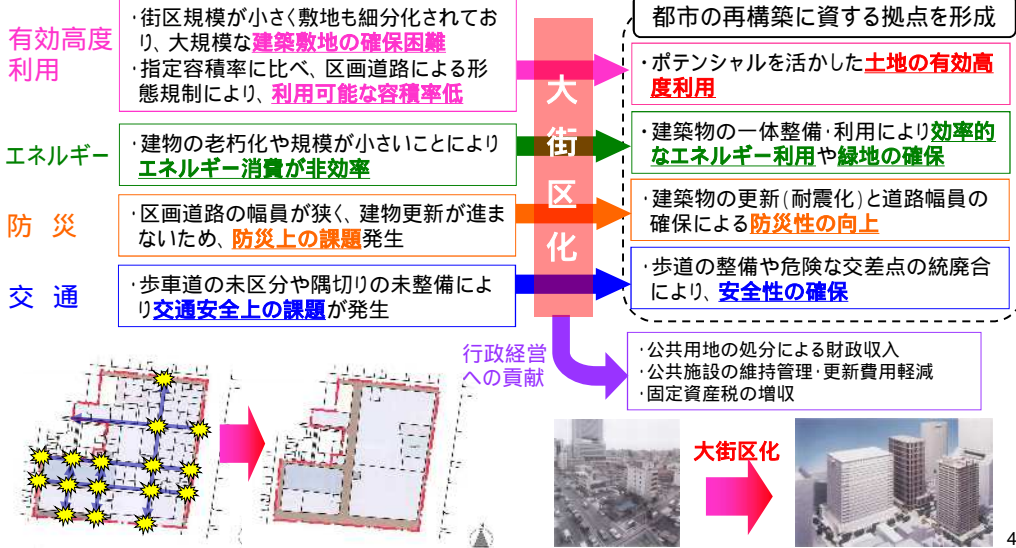 有効高度
利用
・街区規模が小さく敷地も細分化されてお
り、大規模な建築敷地の確保困難
・指定容積率に比べ、区画道路による形
態規制により、利用可能な容積率低
エネルギー
・建物の老朽化や規模が小さいことにより
エネルギー消費が非効率
防 災
・区画道路の幅員が狭く、建物更新が進ま
ないため、防災上の課題発生
交 通
・歩車道の未区分や隅切りの未整備によ
り交通安全上の課題が発生
大
街
区
化
都市の再構築に資する拠点を形成
・ポテンシャルを活かした土地の有効高
度利用
・建築物の一体整備・利用により効率的
なエネルギー利用や緑地の確保
・建築物の更新(耐震化)と道路幅員の
確保による防災性の向上
・歩道の整備や危険な交差点の統廃合
により、安全性の確保
行政経営
への貢献
・公共用地の処分による財政収入
・公共施設の維持管理・更新費用軽減
・固定資産税の増収
大街区化
4